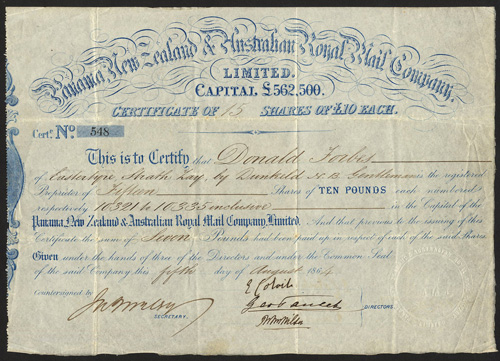 Panama, New Zealand & Australian Royal Mail Company,
LIMITED.
CAPITAL, £562,500.
CERTIFICATE OF 15 SHARES OF £10 EACH.
Cert. No. 548
This is to Certify that Donald Forbes
of Easterbyre Strath Tay, by Dunkeld N.B. Gentleman is the registered
Proprietor of Fifteen Shares of TEN POUNDS each numbered
respectively 10321 to 10335 inclusive in the Capital of the
Panama, New Zealand & Australian Royal Mail Company, Limited. And that previous to the issuing of this
Certificate the sum of Seven Pounds had been paid up on respect of each of the said Shares
Given under the hands of three of the Directors and under the Common Seal
of the said Company this fifth day of August 1864
Countersigned by
SECRETARY.
DIRECTORS.